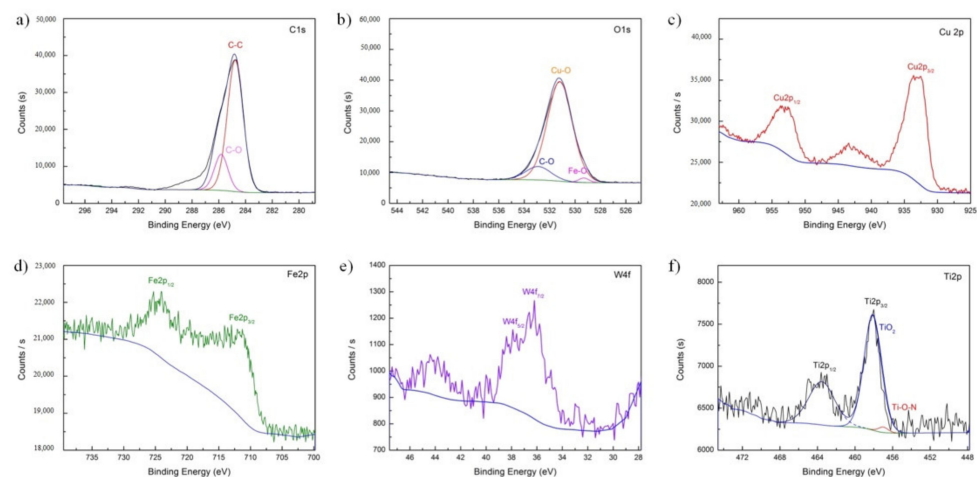 a)
C1s
50,000
40,000
30,000
20,000
10,000
0
Counts (s)
C-C
C-O
296 294 292 290 288 286 284 282 280
Binding Energy (eV)
b)
O1s
60,000
50,000
40,000
30,000
20,000
10,000
0
Counts (s)
Cu-O
C-O
Fe-O
544 542 540 538 536 534 532 530 528 526 524
Binding Energy (eV)
c)
Cu 2p
40,000
35,000
30,000
25,000
20,000
Counts / s
Cu2p1/2
Cu2p3/2
960 955 950 945 940 935 930 925
Binding Energy (eV)
d)
Fe2p
23,000
22,000
21,000
20,000
19,000
18,000
Counts / s
Fe2p1/2
Fe2p3/2
735 730 725 720 715 710 705 700
Binding Energy (eV)
e)
W4f
1400
1300
1200
1100
1000
900
800
700
Counts / s
W4f5/2
W4f7/2
46 44 42 40 38 36 34 32 30 28
Binding Energy (eV)
f)
Ti2p
8000
7500
7000
6500
6000
Counts / s
Ti2p1/2
Ti2p3/2
TiO2
Ti-O-N
472 468 464 460 456 452 448
Binding Energy (eV)